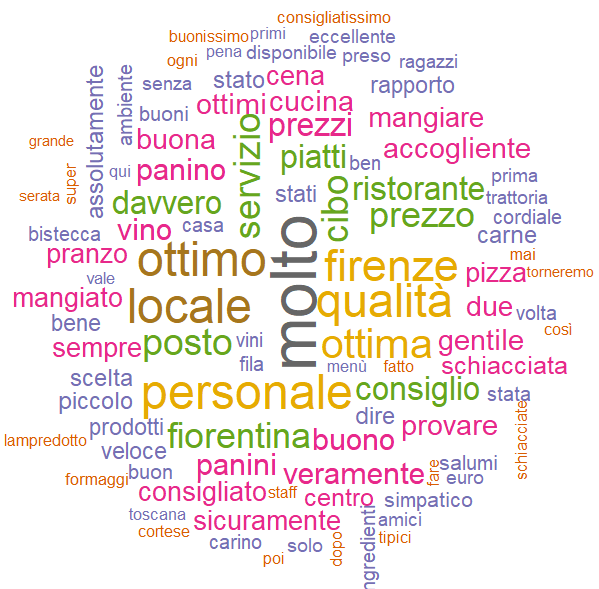 consigliatissimo
buonissimo
primi
eccellente
ogni
pena
disponibile
preso
ragazzi
assolutamente
ambiente
senza
stato
cena
rapporto
buoni
ottimi
cucina
prezzi
mangiare
grande
buona
servizio
piatti
accogliente
super
qui
panino
ben
prima
serata
davvero
stati
cibo
ristorante
trattoria
bistecca
vino
casa
molto
prezzo
cordiale
carne
pranzo
ottimo
firenze
mai
vale
pizza
torneremo
mangiato
locale
qualità
due
volta
bene
così
sempre
posto
vini
ottima
gentile
fila
menù
fatto
schiacciata
scelta
piccolo
personale
consiglio
stata
schiacciate
lampredotto
prodotti
fiorentina
dire
provare
veloce
buono
formaggi
buon
panini
veramente
fare
salumi
euro
consigliato
staff
centro
simpatico
toscana
sicuramente
ingredienti
amici
cortese
carino
solo
dopo
tipici
poi